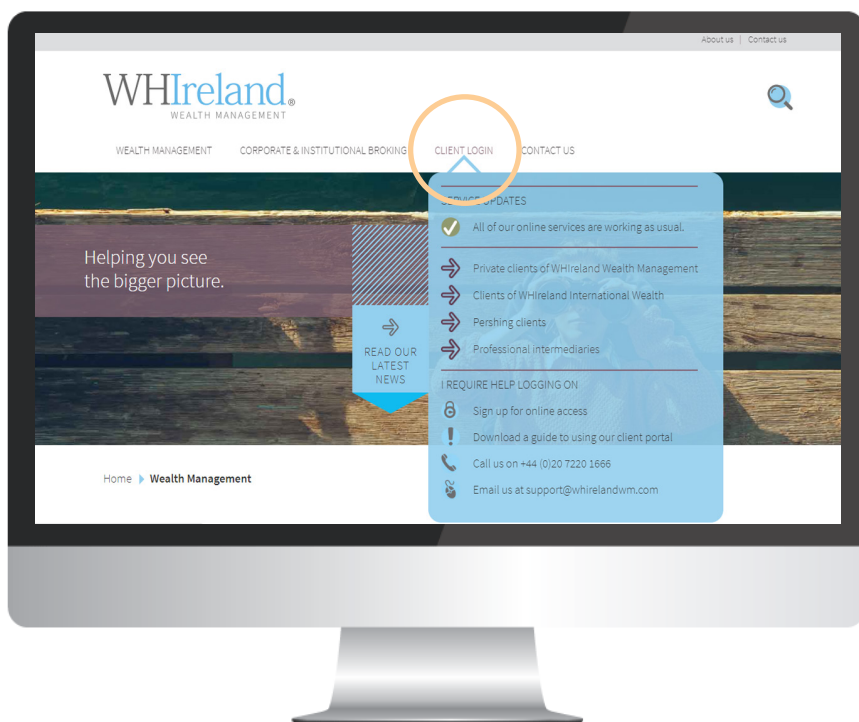 About us | Contact us
WHIreland®
WEALTH MANAGEMENT
WEALTH MANAGEMENT CORPORATE & INSTITUTIONAL BROKING CLIENT LOGIN CONTACT US
Helping you see
the bigger picture.
READ OUR
LATEST
NEWS
SERVICE UPDATES
All of our online services are working as usual.
Private clients of WHIreland Wealth Management
Clients of WHIreland International Wealth
Pershing clients
Professional intermediaries
I REQUIRE HELP LOGGING ON
Sign up for online access
Download a guide to using our client portal
Call us on +44 (0)20 7220 1666
Email us at support@whirelandwm.com
Home Wealth Management